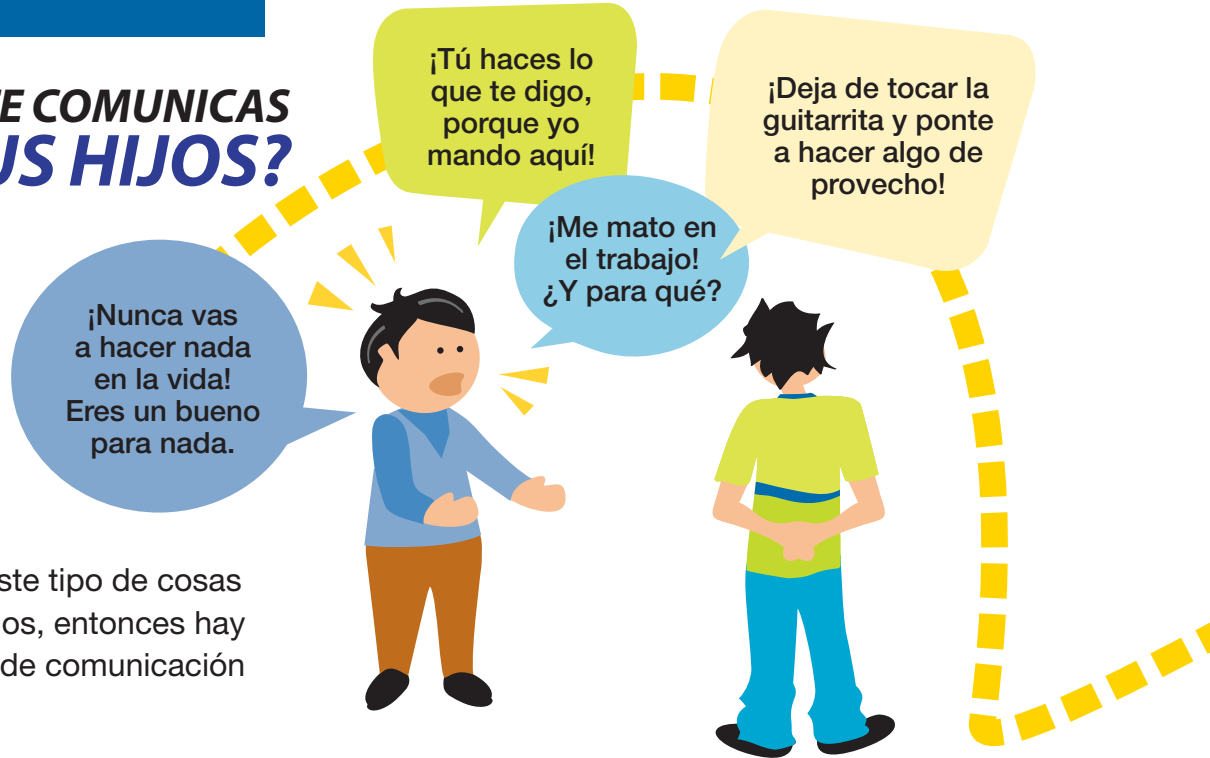 TE COMUNICAS
US HIJOS?
¡Tú haces lo
que te digo,
porque yo
mando aquí!
¡Deja de tocar la
guitarrita y ponte
a hacer algo de
provecho!
¡Me mato en
el trabajo!
¿Y para qué?
¡Nunca vas
a hacer nada
en la vida!
Eres un bueno
para nada.
ste tipo de cosas
os, entonces hay
de comunicación